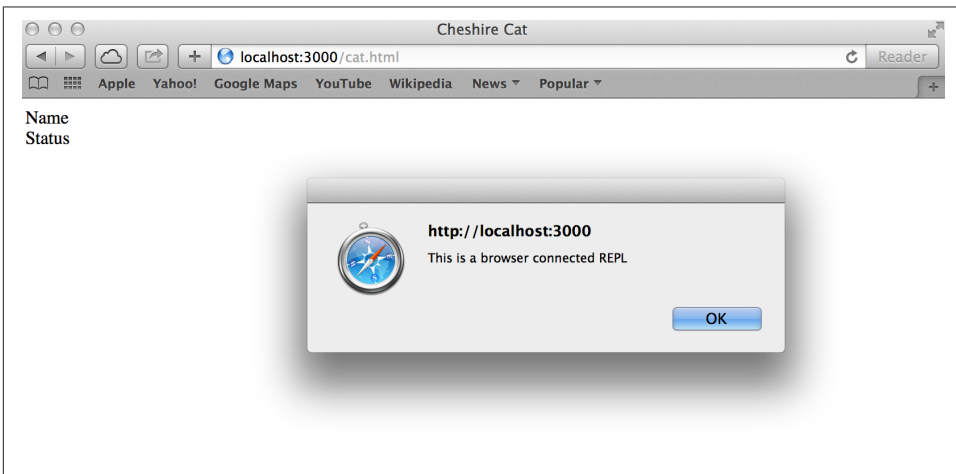 Cheshire Cat
localhost:3000/cat.html
Reader
Apple Yahoo! Google Maps YouTube Wikipedia News Popular
Name
Status
http://localhost:3000
This is a browser connected REPL
OK